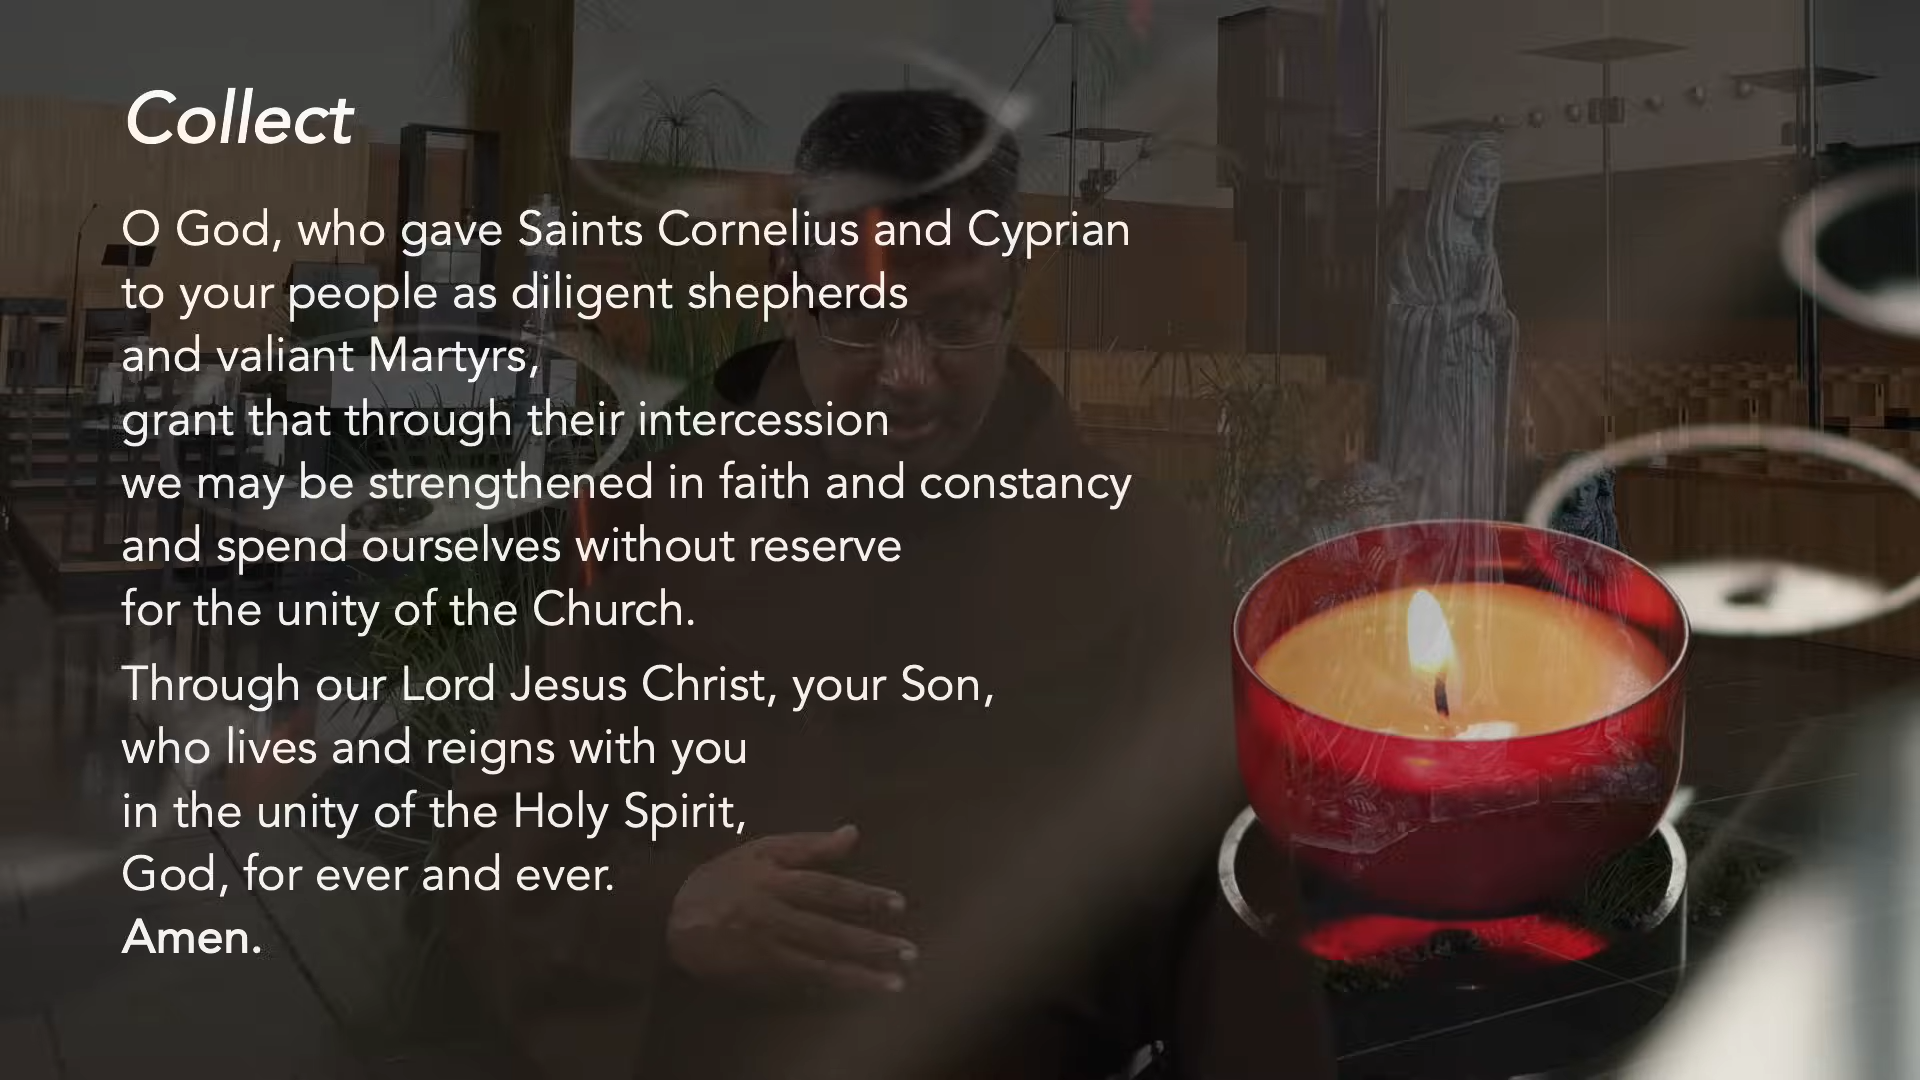 Collect
O God, who gave Saints Cornelius and Cyprian
to your people as diligent shepherds
and valiant Martyrs,
grant that through their intercession
we may be strengthened in faith and constancy
and spend ourselves without reserve
for the unity of the Church.
Through our Lord Jesus Christ, your Son,
who lives and reigns with you
in the unity of the Holy Spirit,
God, for ever and ever.
Amen.